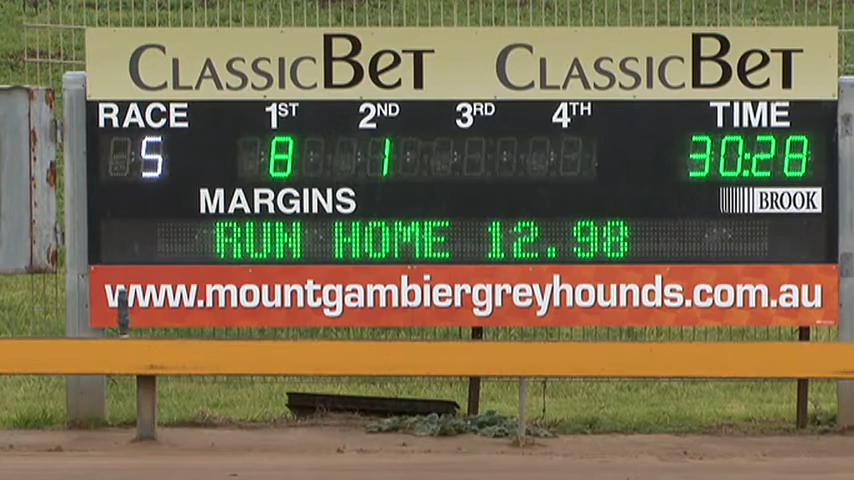 CLASSICBET CLASSICBET
RACE 1ST 2ND 3RD 4TH TIME
5 8 1 30:28
MARGINS BROOK
RUN HOME 12.98
www.mountgambiergreyhounds.com.au